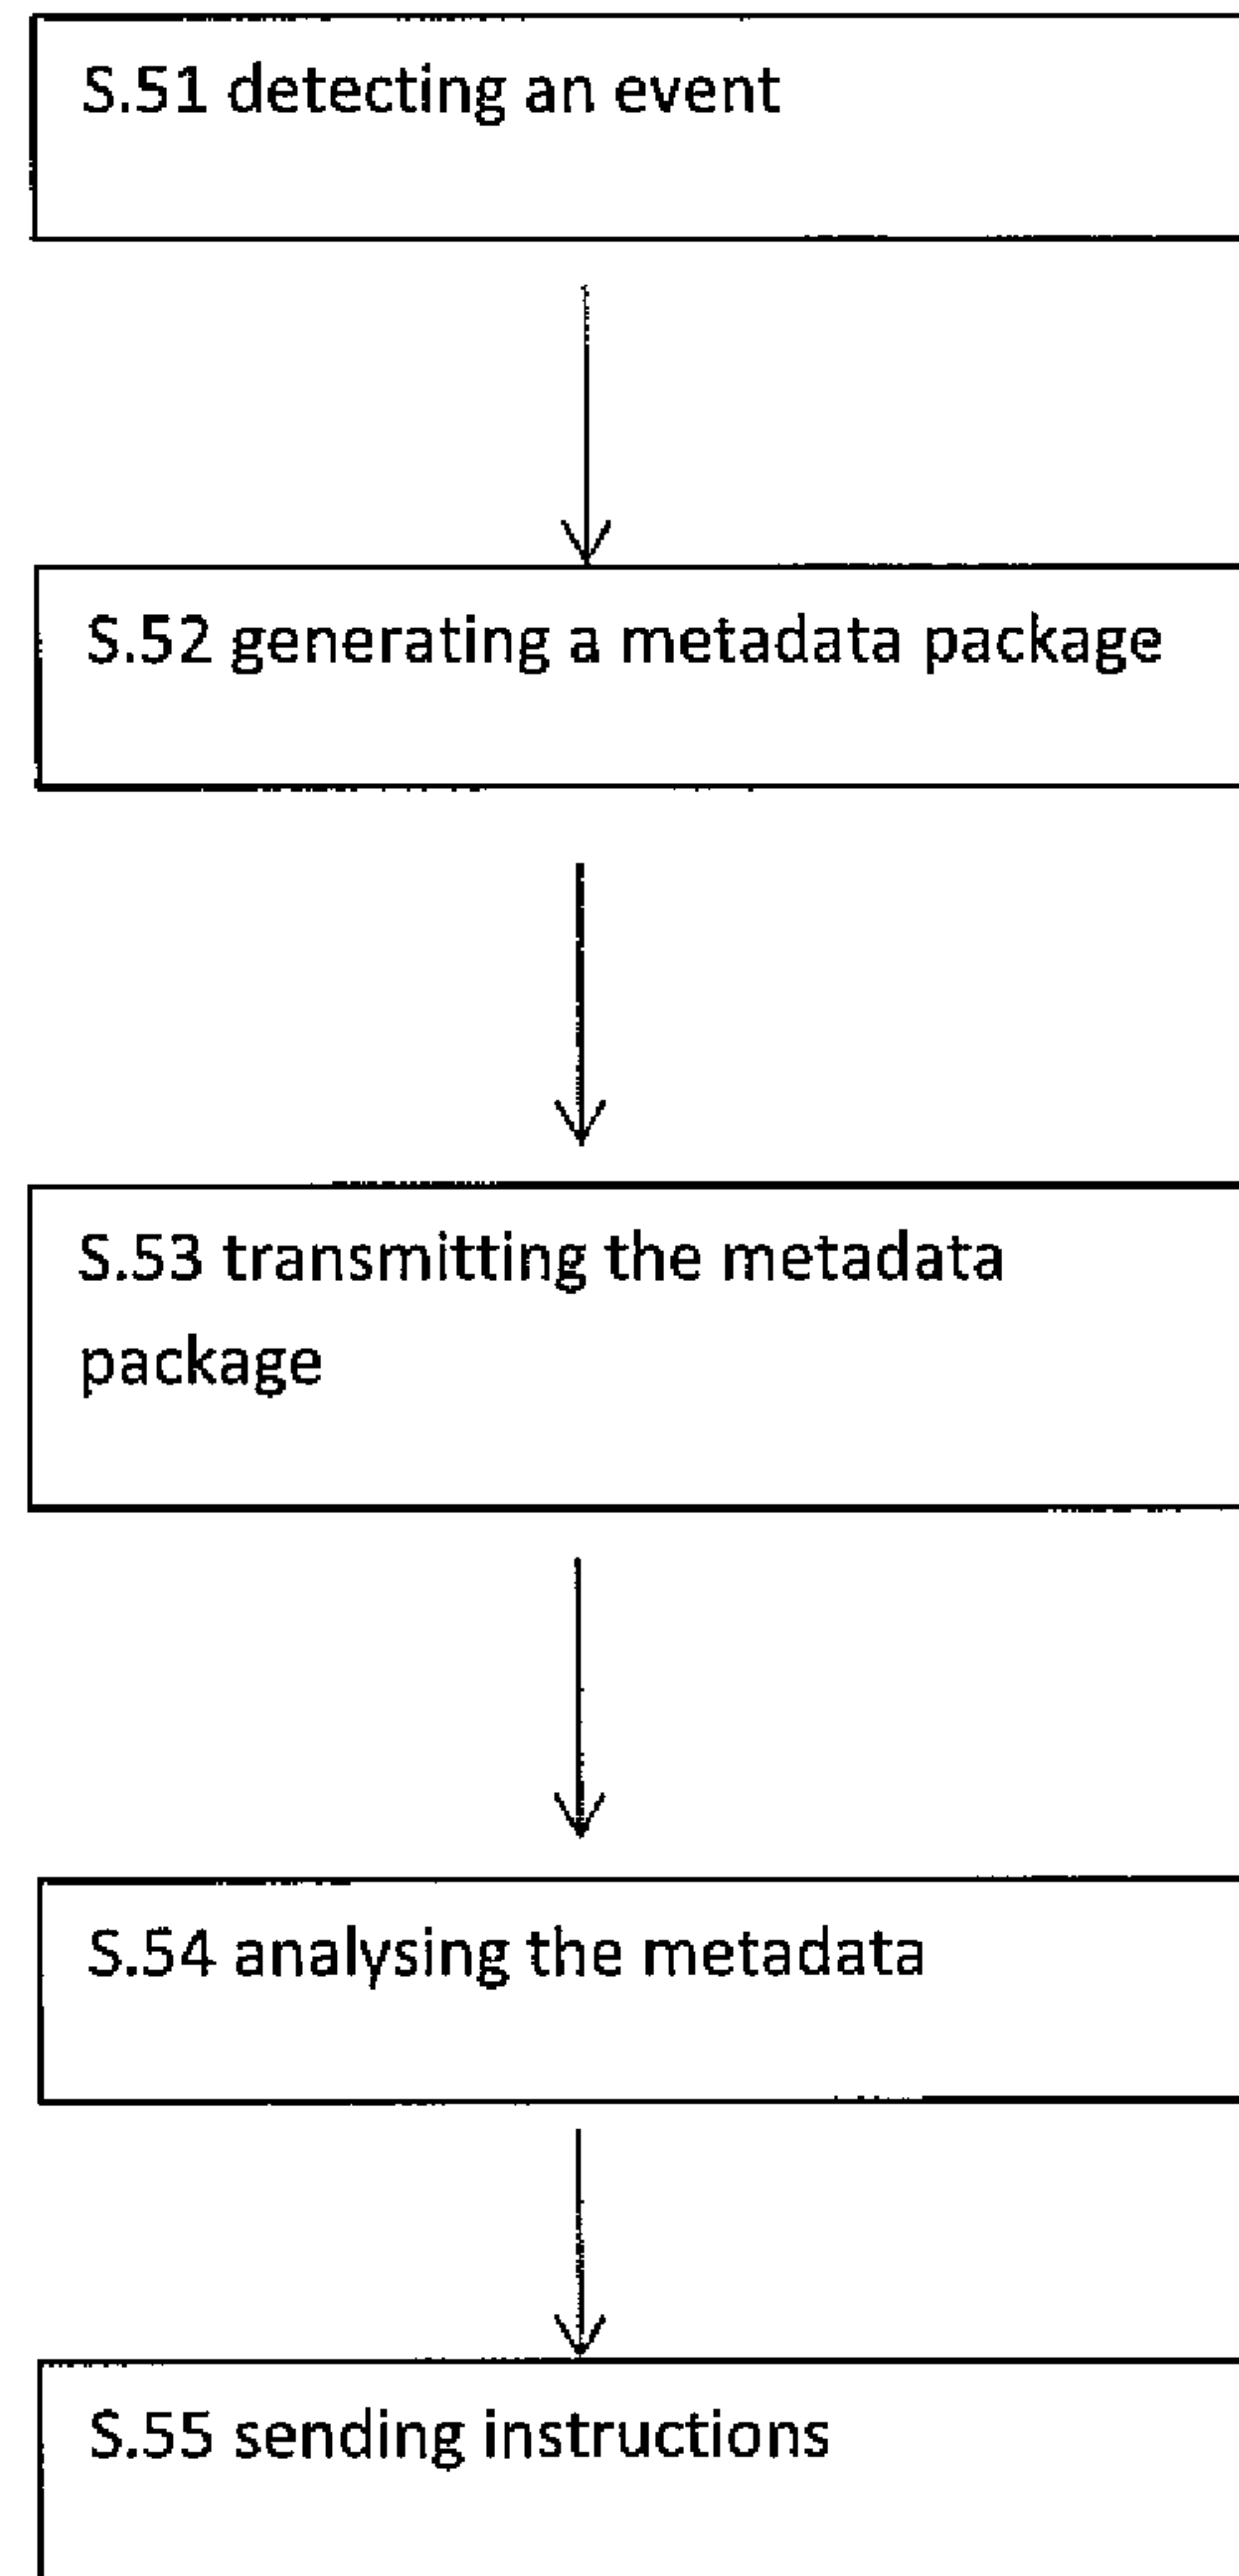 S.51 detecting an event
S.52 generating a metadata package
S.53 transmitting the metadata
package
S.54 analysing the metadata
S.55 sending instructions